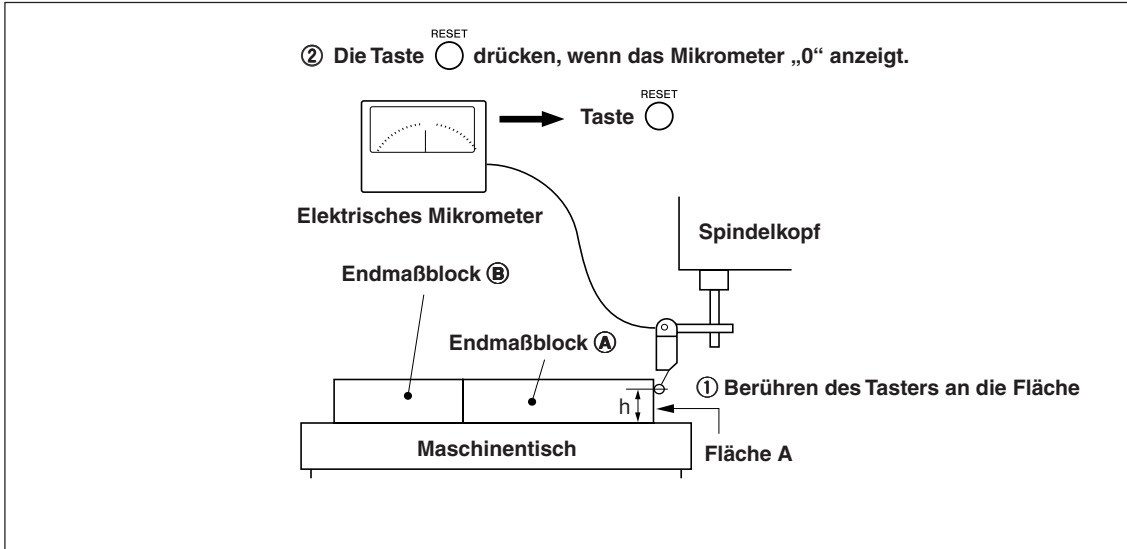 RESET
② Die Taste drücken, wenn das Mikrometer „0“ anzeigt.
RESET
Taste
Elektrisches Mikrometer
Spindelkopf
Endmaßblock Ⓑ
Endmaßblock Ⓐ
① Berühren des Tasters an die Fläche
h
Maschinentisch
Fläche A